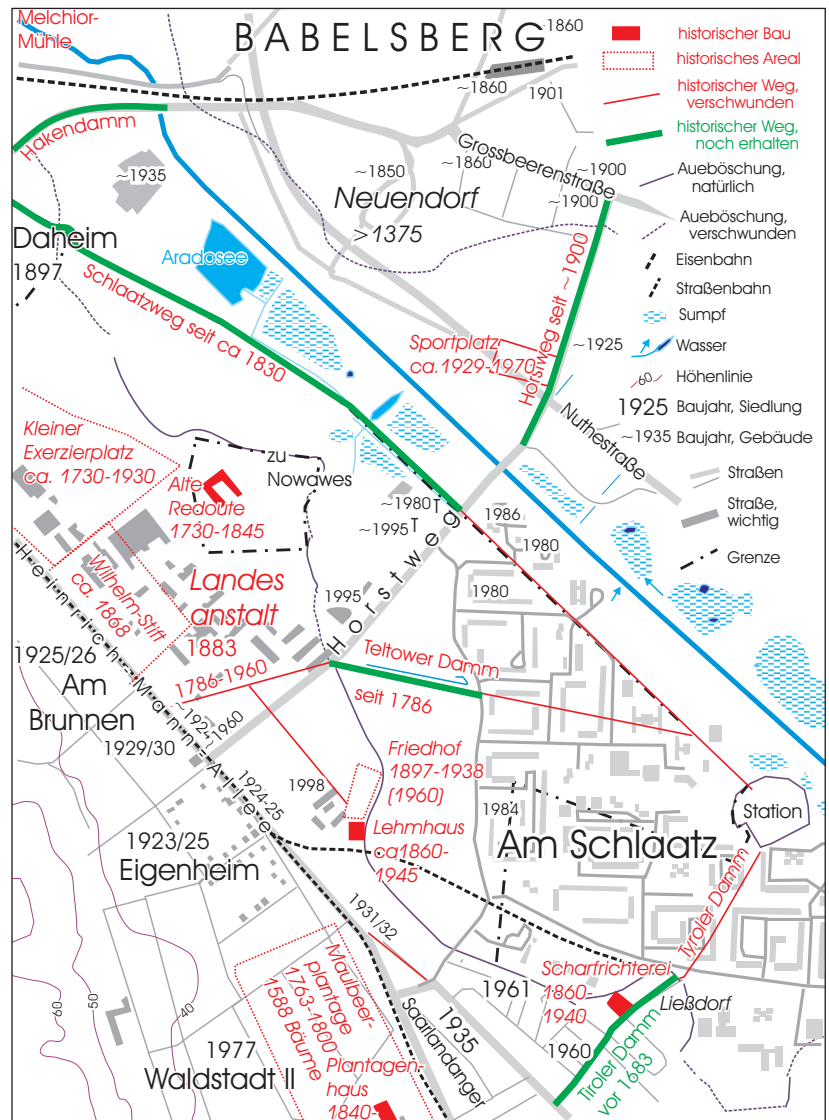 Melchior-
Mühle
BABELSBERG
~1860
~1860
1901
Hakendamm
~1935
~1850
Neuendorf
>1375
Grossbeerenstraße
~1860
~1900
~1900
Daheim
1897
Aradosee
Schlaatzweg seit ca 1830
Horstweg seit ~1900
Sportplatz
ca.1929-1970
~1925
Nuthestraße
historischer Bau
historisches Areal
historischer Weg,
verschwunden
historischer Weg,
noch erhalten
Aueböschung,
natürlich
Aueböschung,
verschwunden
Eisenbahn
Straßenbahn
Sumpf
Wasser
60
Höhenlinie
1925
Baujahr, Siedlung
~1935
Baujahr, Gebäude
Straßen
Straße,
wichtig
Grenze
Kleiner
Exerzierplatz
ca. 1730-1930
zu
Nowawes
Alte
Redoute
1730-1845
~1980
T
~1995
T
1986
1980
1980
Wilhelm-Stift
ca. 1868
Landes
anstalt
1883
1995
Horstweg
Heinrich-Mann-Allee
1786-1960
Teltower Damm
seit 1786
1925/26
Am
Brunnen
1929/30
~1924
~1960
1924-25
Friedhof
1897-1938
(1960)
1998
Lehmhaus
ca1860-
1945
1984
Am Schlaatz
Station
1923/25
Eigenheim
1931/32
Tyroler Damm
Maulbeer-
plantage
1763-1800
1588 Bäume
Saarlandanger
1935
1961
Scharfrichterei
1860-
1940
Ließdorf
1960
Tiroler Damm
vor 1683
60
50
40
1977
Waldstadt II
Plantagen-
haus
1840-